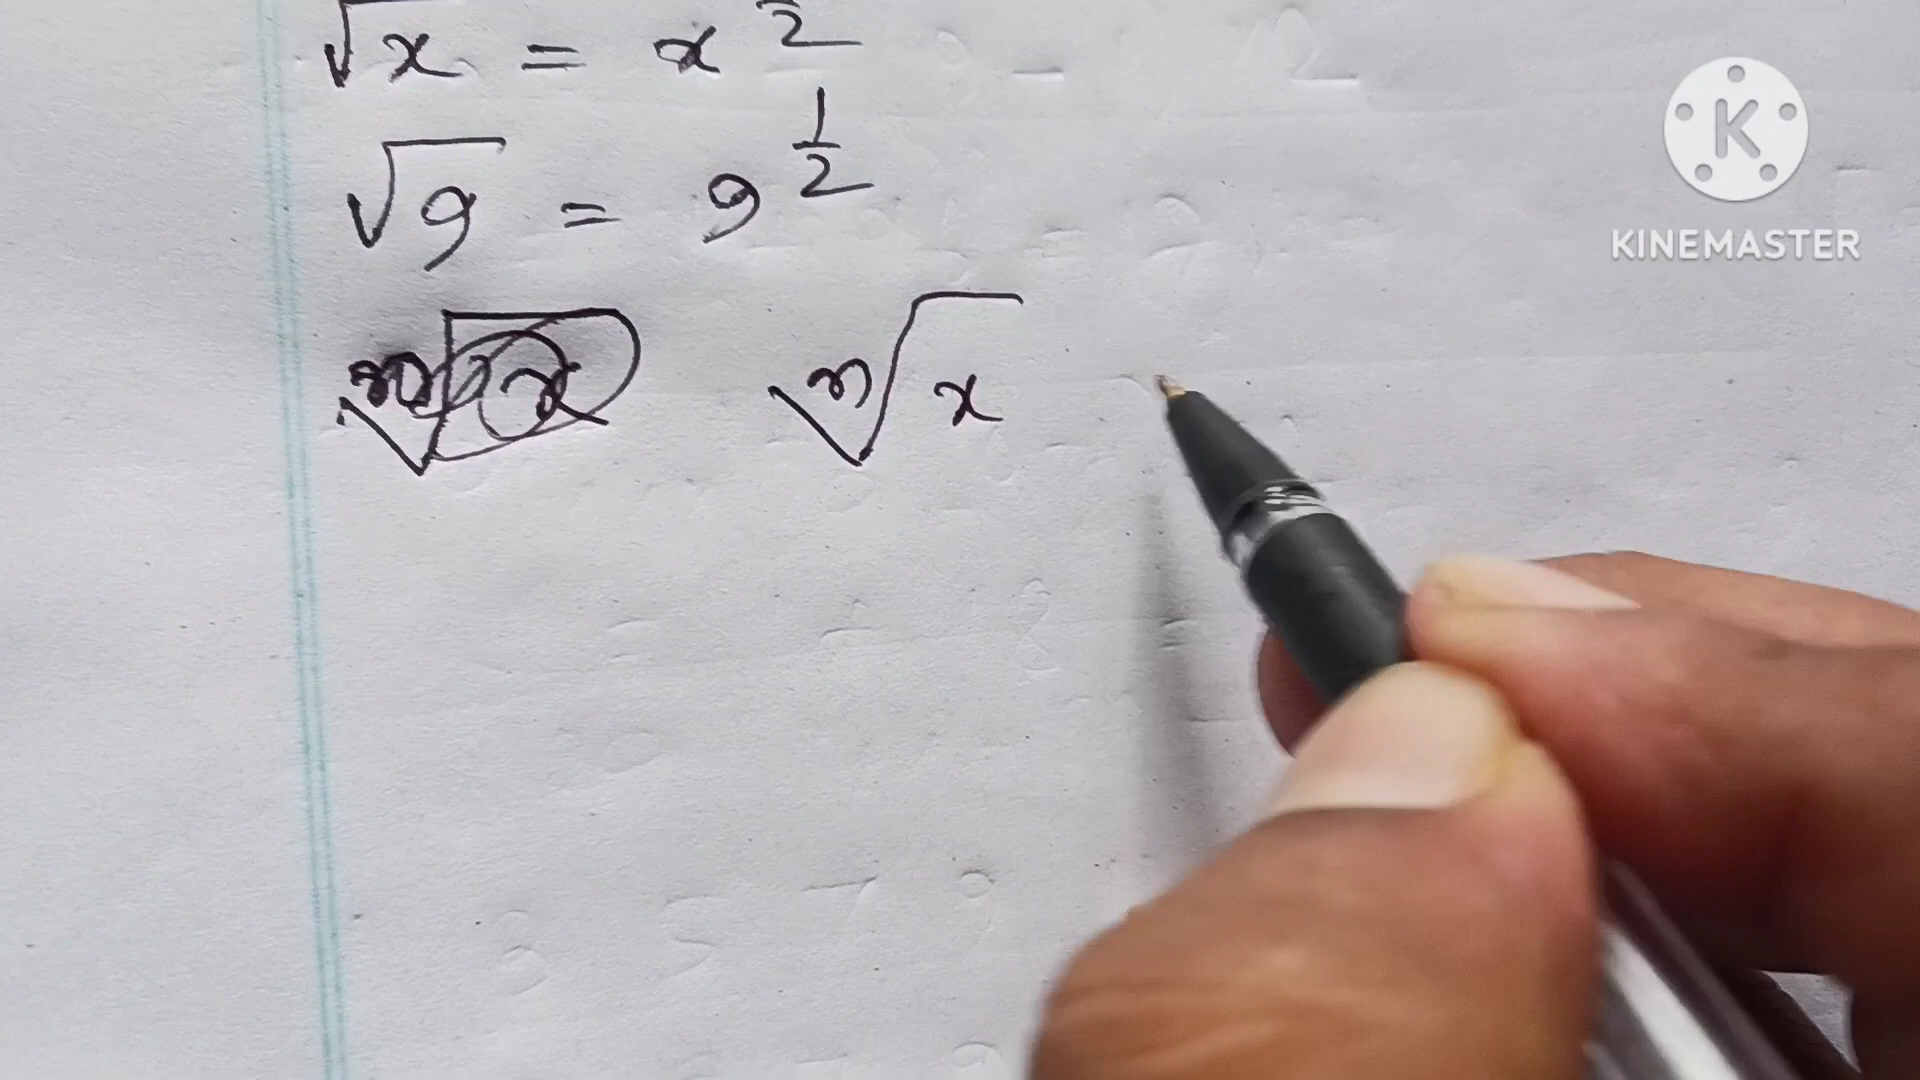 √x = x 1/2
√9 = 9 1/2
n√x
K
KINEMASTER